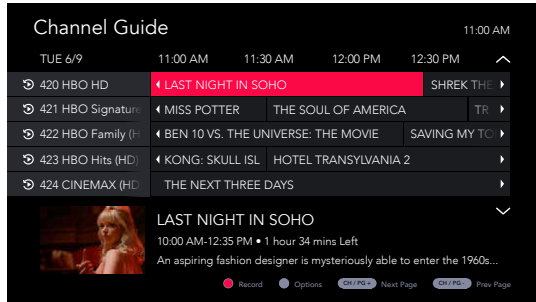 Channel Guide
11:00 AM
TUE 6/9 11:00 AM 11:30 AM 12:00 PM 12:30 PM
420 HBO HD LAST NIGHT IN SOHO SHREK THE
421 HBO Signature MISS POTTER THE SOUL OF AMERICA TR
422 HBO Family (H BEN 10 VS. THE UNIVERSE: THE MOVIE SAVING MY TO
423 HBO Hits (HD) KONG: SKULL ISL HOTEL TRANSYLVANIA 2
424 CINEMAX (HD THE NEXT THREE DAYS
LAST NIGHT IN SOHO
10:00 AM-12:35 PM • 1 hour 34 mins Left
An aspiring fashion designer is mysteriously able to enter the 1960s...
Record Options CH / PG + Next Page CH / PG - Prev Page